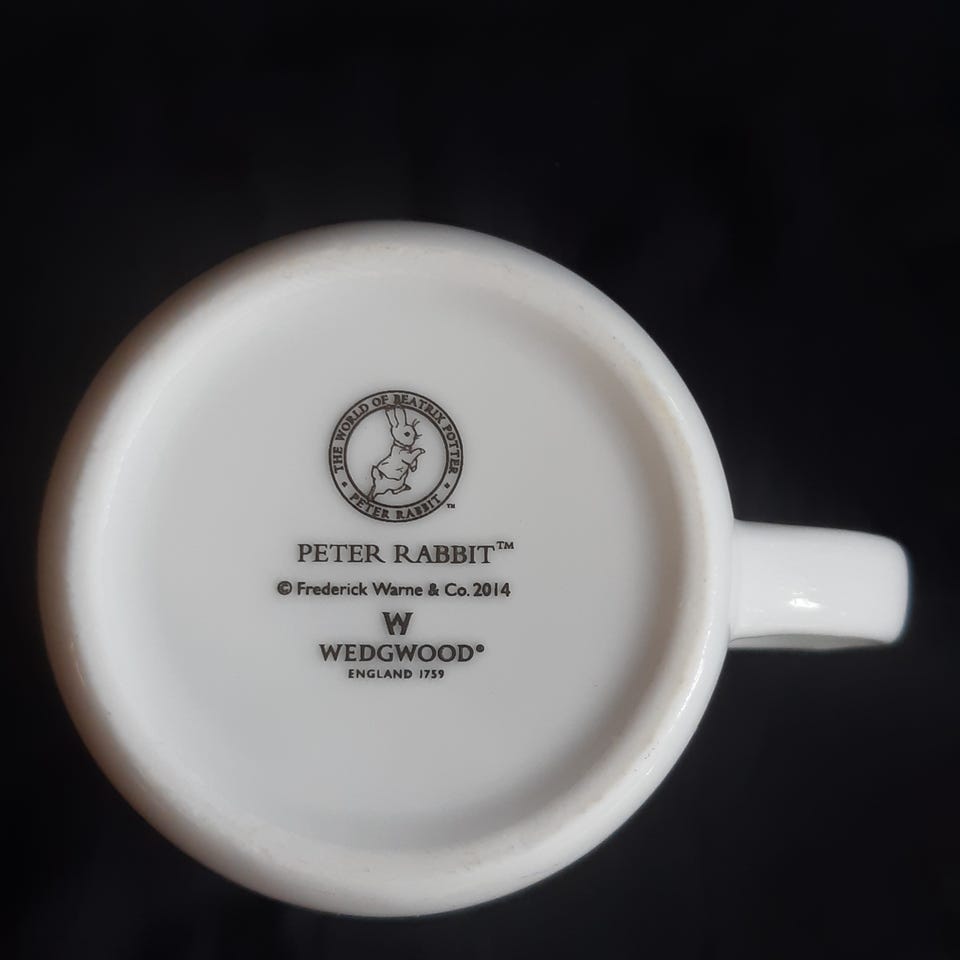 THE WORLD OF BEATRIX POTTER
• PETER RABBIT • ™
PETER RABBIT™
© Frederick Warne & Co. 2014
W
WEDGWOOD®
ENGLAND 1759